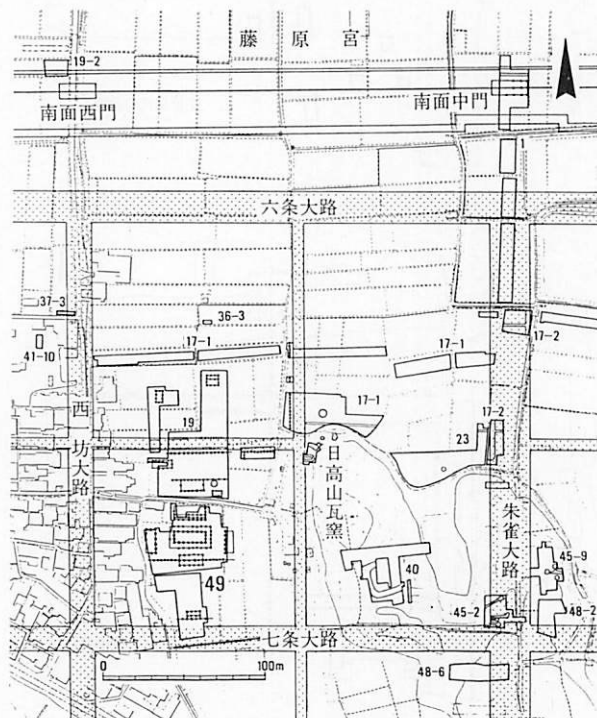 藤原宮
19-2
南面西門
南面中門
1
六条大路
37-3
36-3
41-10
17-1
17-1
17-2
17-1
17-2
19
23
西一坊大路
日高山瓦窯
朱雀大路
40
45-9
49
45-2
48-2
七条大路
0
100m
48-6